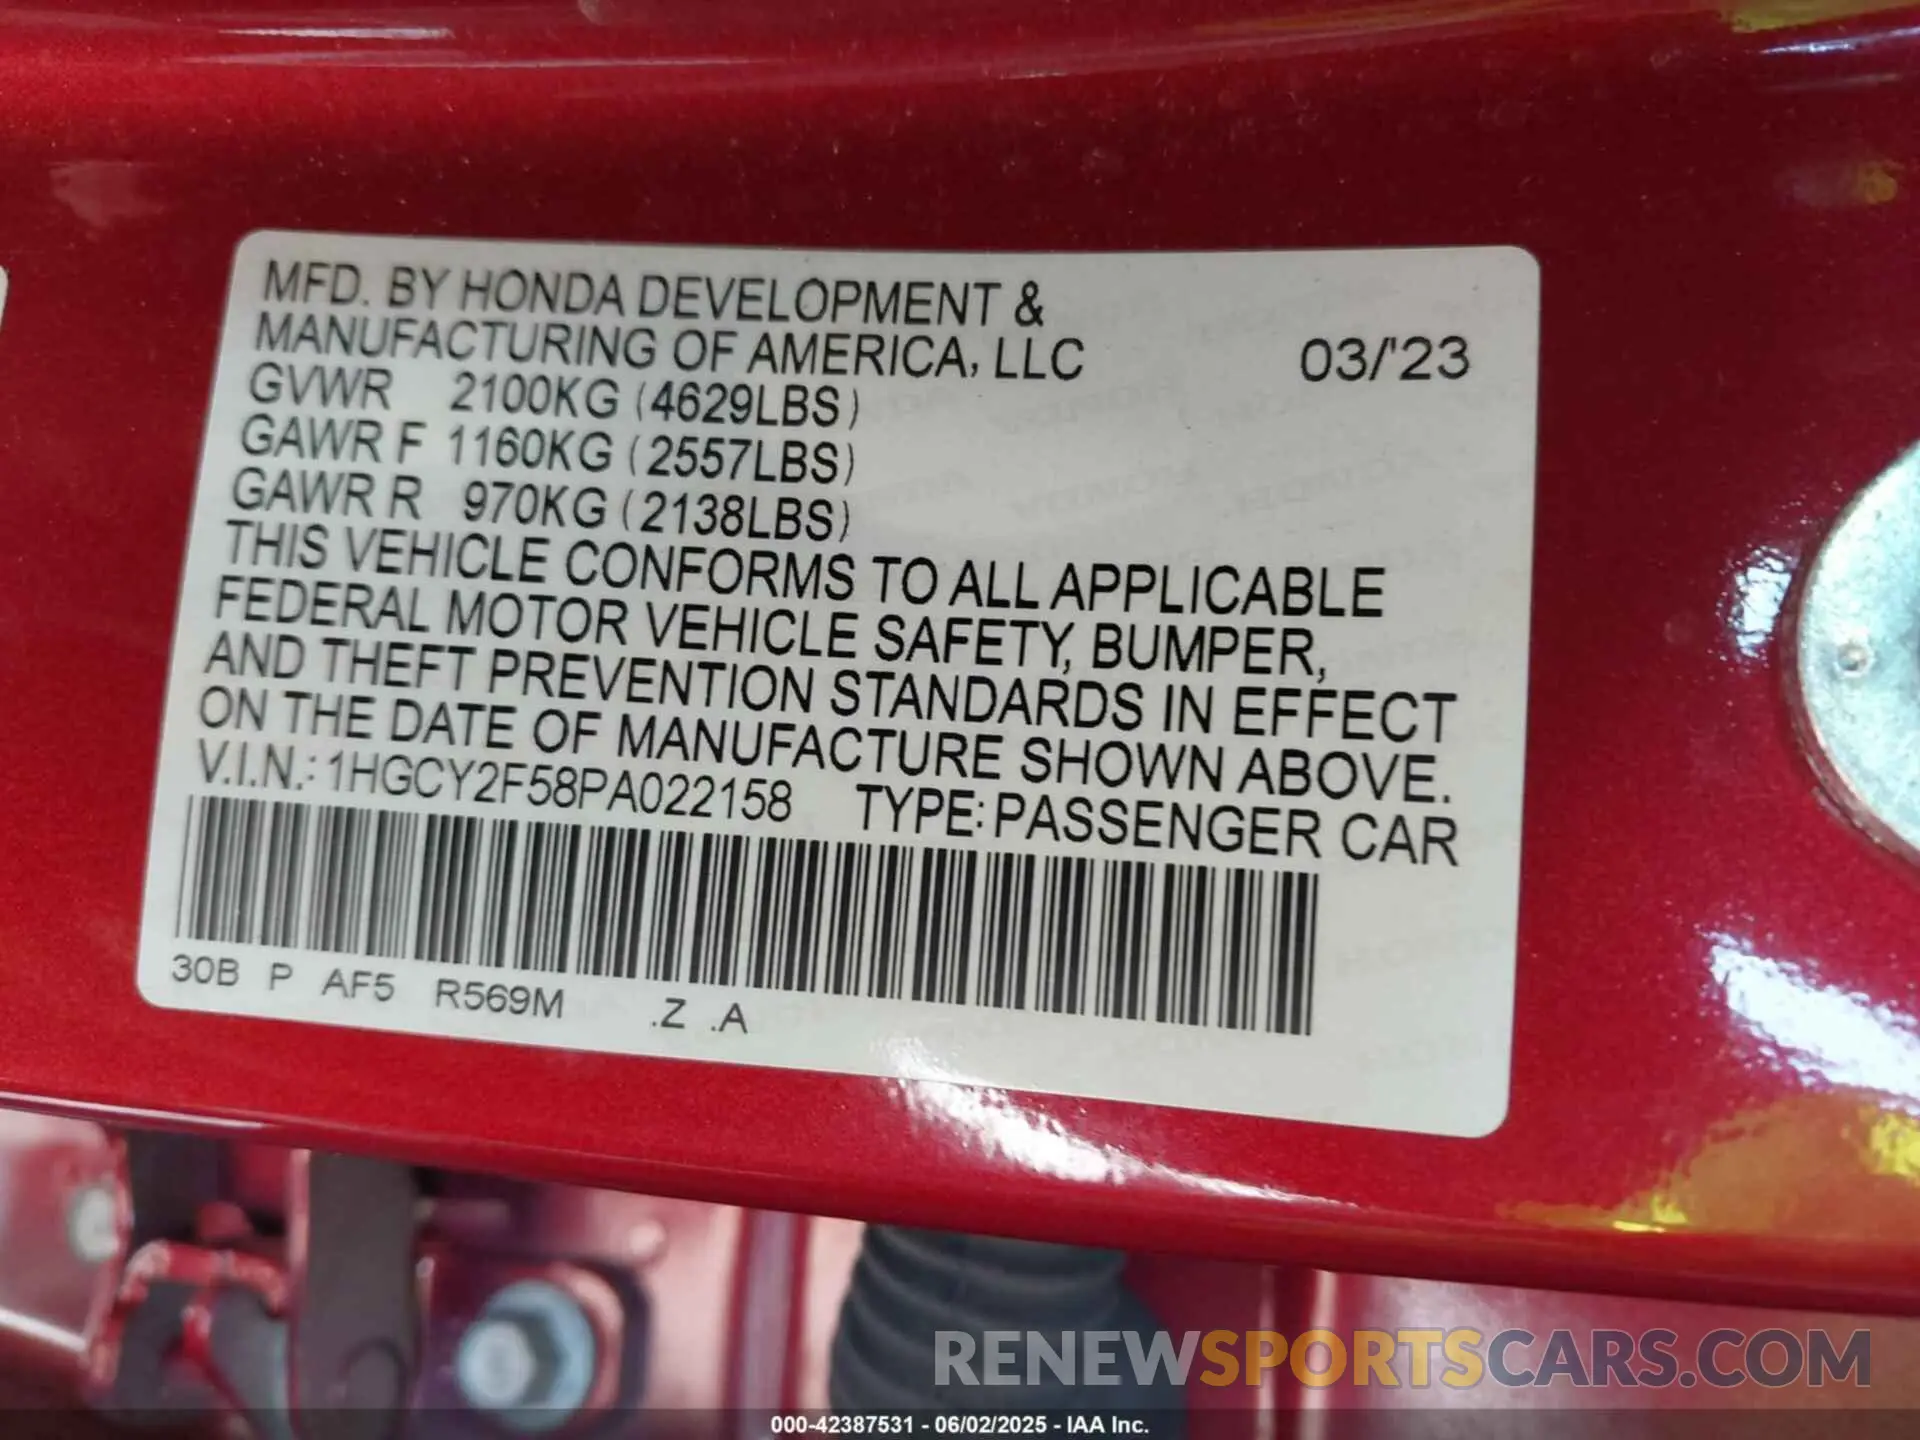 MFD. BY HONDA DEVELOPMENT &
MANUFACTURING OF AMERICA, LLC 03/'23
GVWR 2100KG (4629LBS)
GAWR F 1160KG (2557LBS)
GAWR R 970KG (2138LBS)
THIS VEHICLE CONFORMS TO ALL APPLICABLE
FEDERAL MOTOR VEHICLE SAFETY, BUMPER,
AND THEFT PREVENTION STANDARDS IN EFFECT
ON THE DATE OF MANUFACTURE SHOWN ABOVE.
V.I.N.: 1HGCY2F58PA022158 TYPE: PASSENGER CAR
30B P AF5 R569M .Z .A
RENEWSPORTSCARS.COM
000-42387531 - 06/02/2025 - IAA Inc.